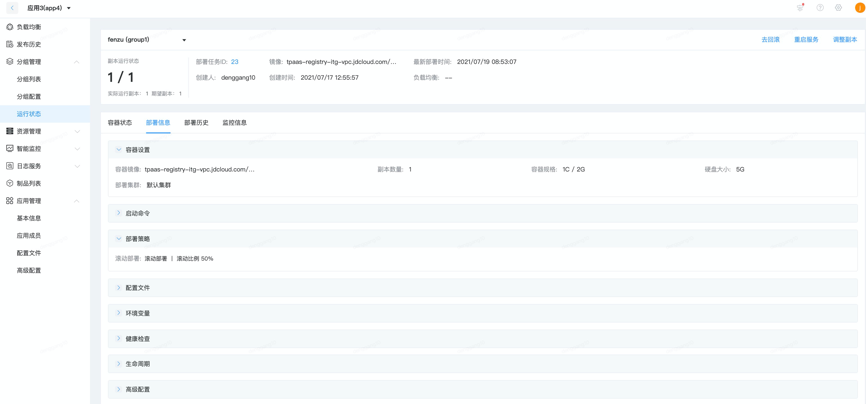 应用3(app4)
负载均衡
发布历史
分组管理
分组列表
分组配置
运行状态
资源管理
智能监控
日志服务
制品列表
应用管理
基本信息
应用成员
配置文件
高级配置
fenzu (group1)
去回滚 重启服务 调整副本
副本运行状态
1 / 1
实际运行副本： 1 期望副本： 1
部署任务ID: 23 镜像: tpaas-registry-itg-vpc.jdcloud.com/... 最新部署时间: 2021/07/19 08:53:07
创建人: denggang10 创建时间: 2021/07/17 12:55:57 负载均衡: --
容器状态 部署信息 部署历史 监控信息
容器设置
容器镜像: tpaas-registry-itg-vpc.jdcloud.com/... 副本数量: 1 容器规格: 1C / 2G 硬盘大小: 5G
部署集群: 默认集群
启动命令
部署策略
滚动部署: 滚动部署 | 滚动比例 50%
配置文件
环境变量
健康检查
生命周期
高级配置